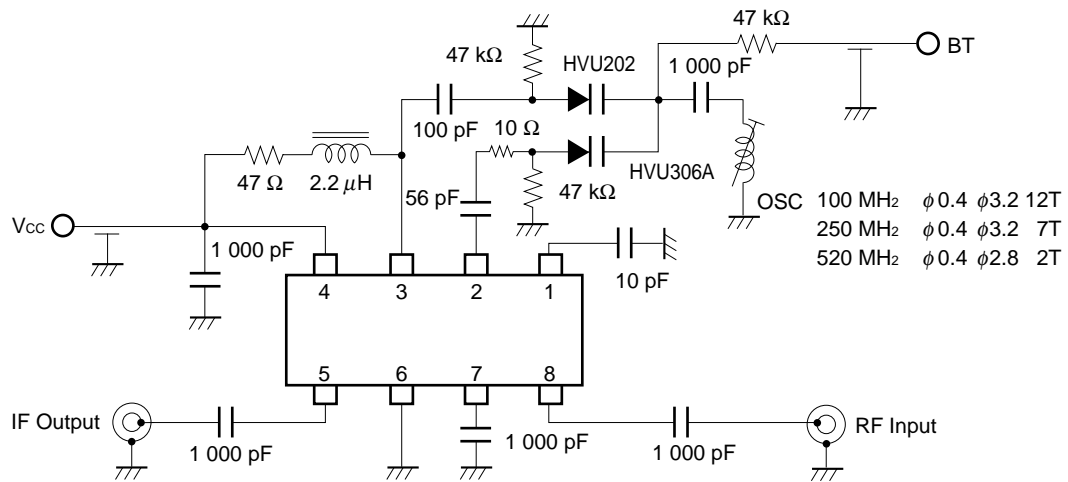 47 kΩ
47 kΩ
HVU202
BT
1 000 pF
100 pF
10 Ω
47 Ω
2.2 μH
56 pF
47 kΩ
HVU306A
OSC 100 MH2 φ0.4 φ3.2 12T
250 MH2 φ0.4 φ3.2 7T
520 MH2 φ0.4 φ2.8 2T
VCC
1 000 pF
10 pF
4 3 2 1
5 6 7 8
IF Output
1 000 pF
1 000 pF
1 000 pF
RF Input